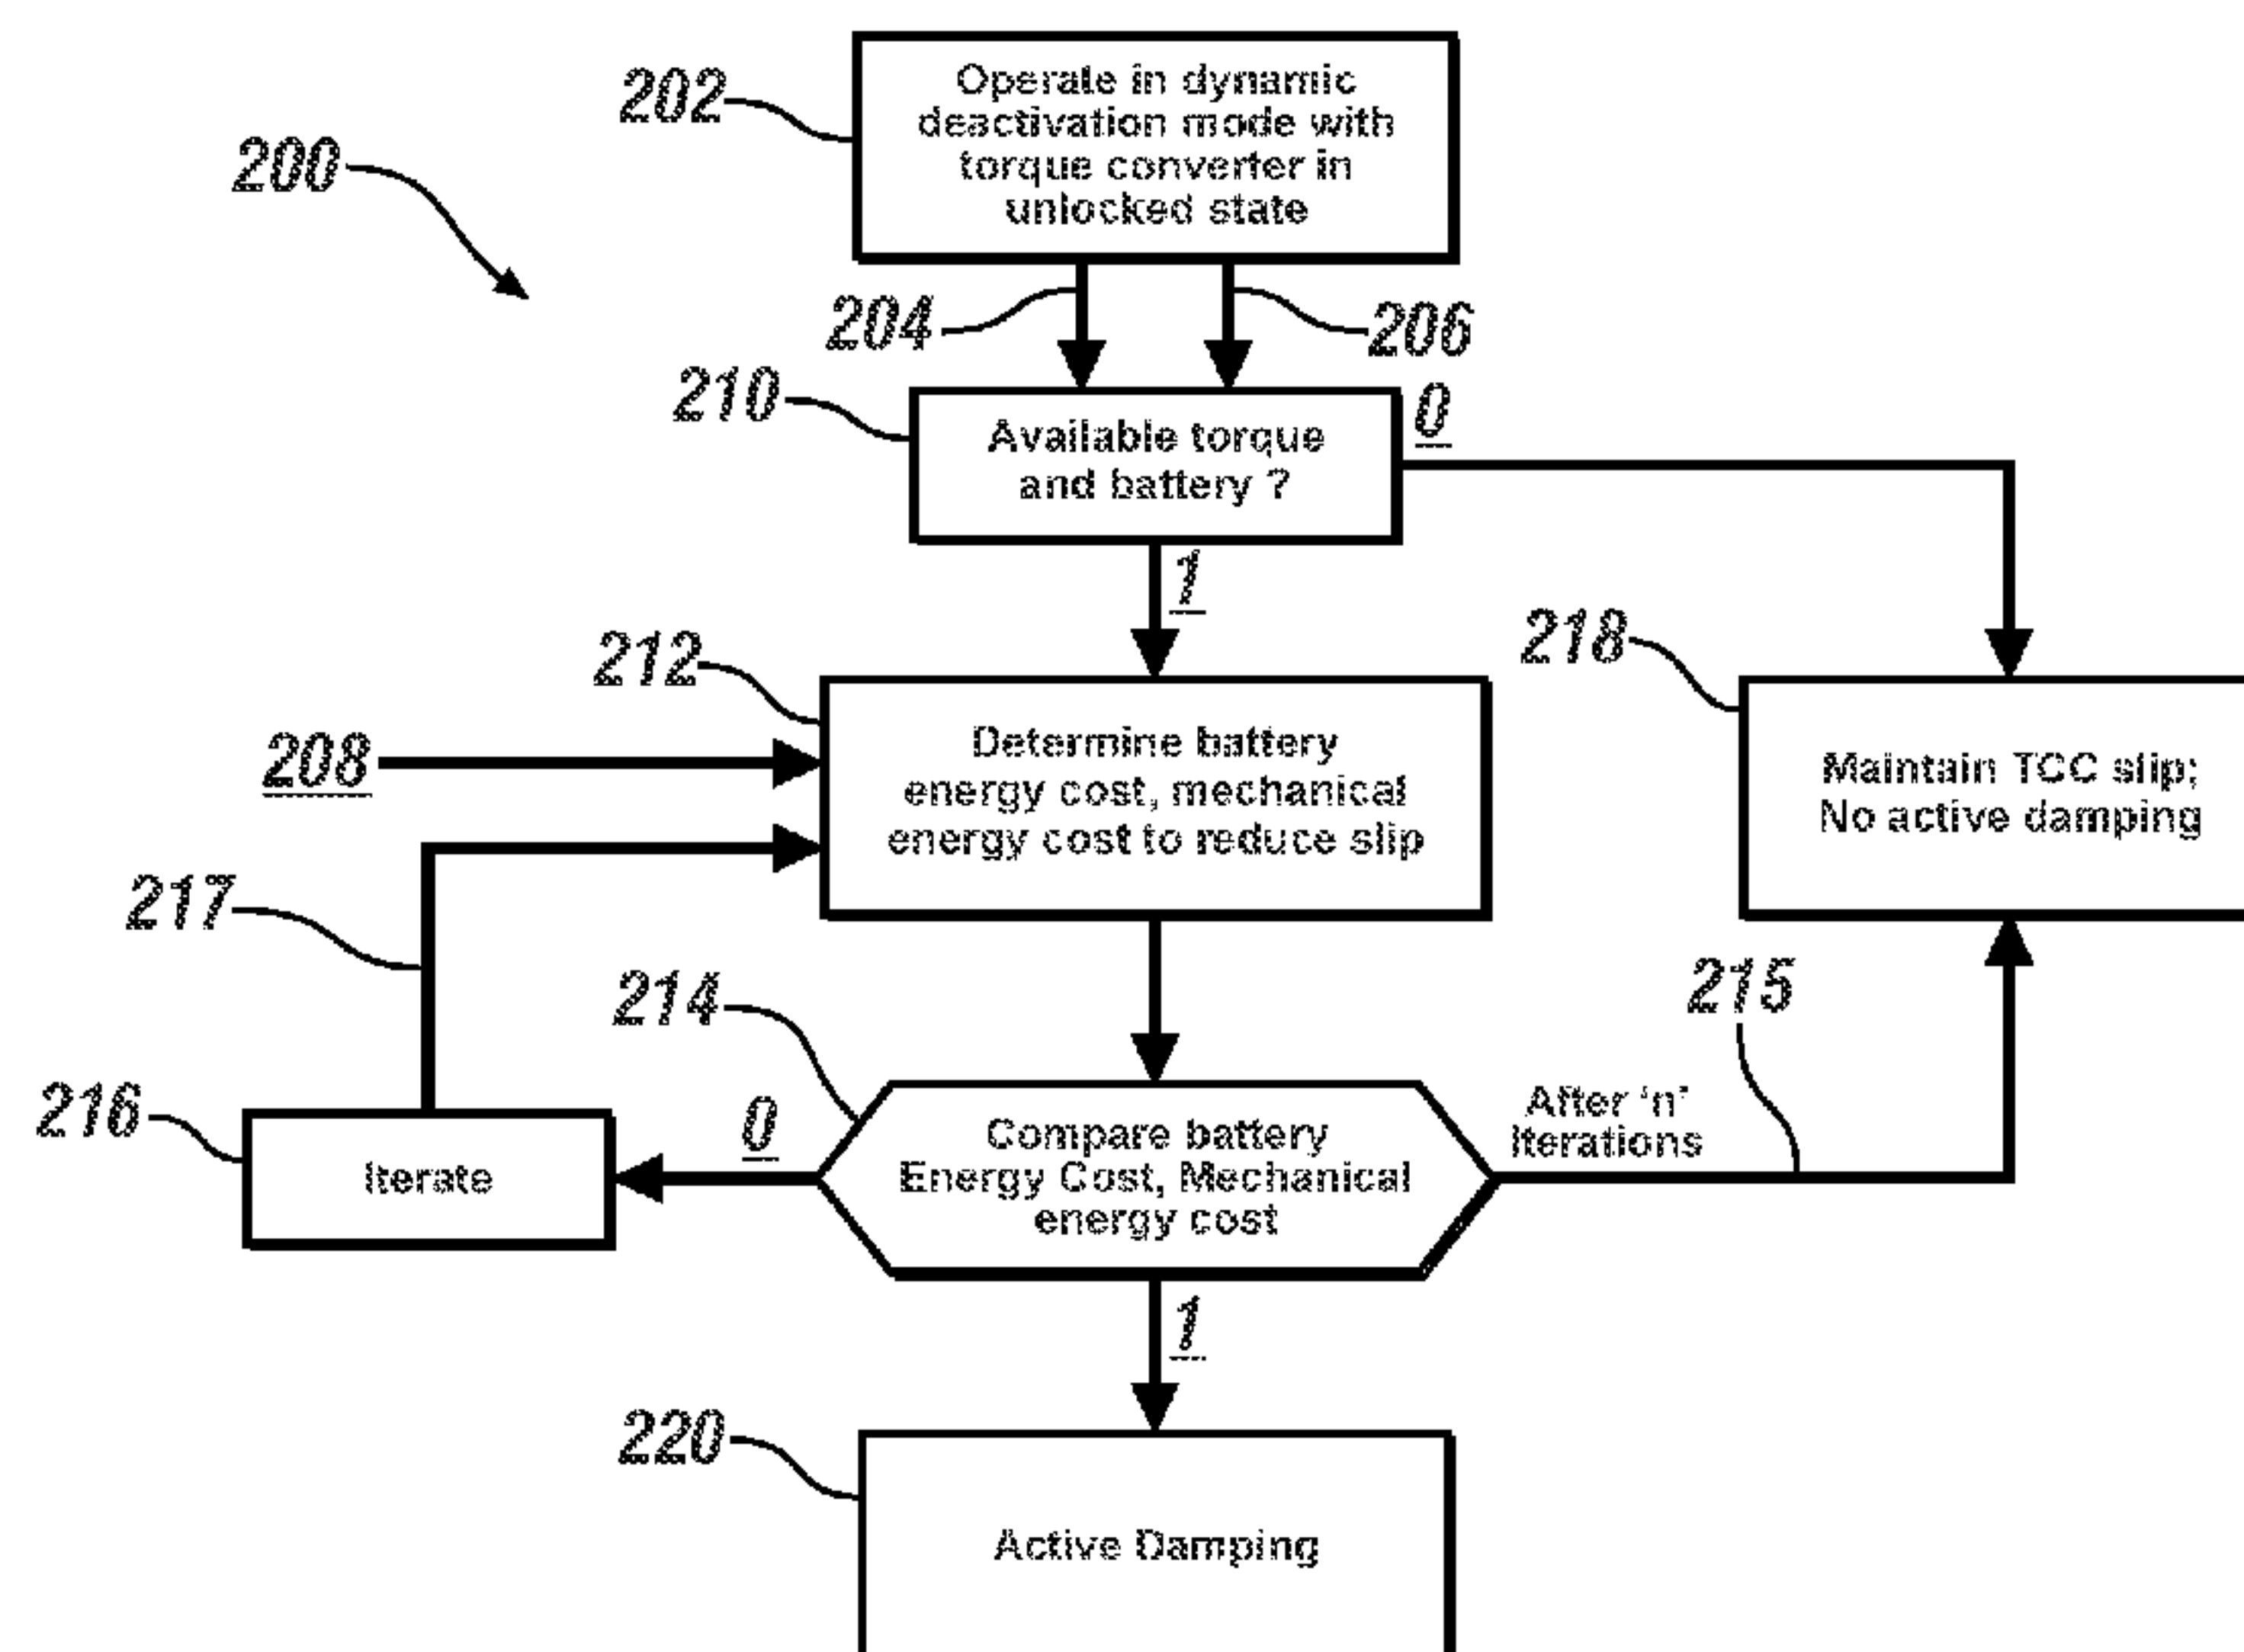 202
Operate in dynamic
deactivation mode with
torque converter in
unlocked state
200
204
206
210
Available torque
and battery ?
0
1
212
218
208
Determine battery
energy cost, mechanical
energy cost to reduce slip
Maintain TCC slip;
No active damping
217
214
215
216
Iterate
0
Compare battery
Energy Cost, Mechanical
energy cost
After 'n'
Iterations
1
220
Active Damping